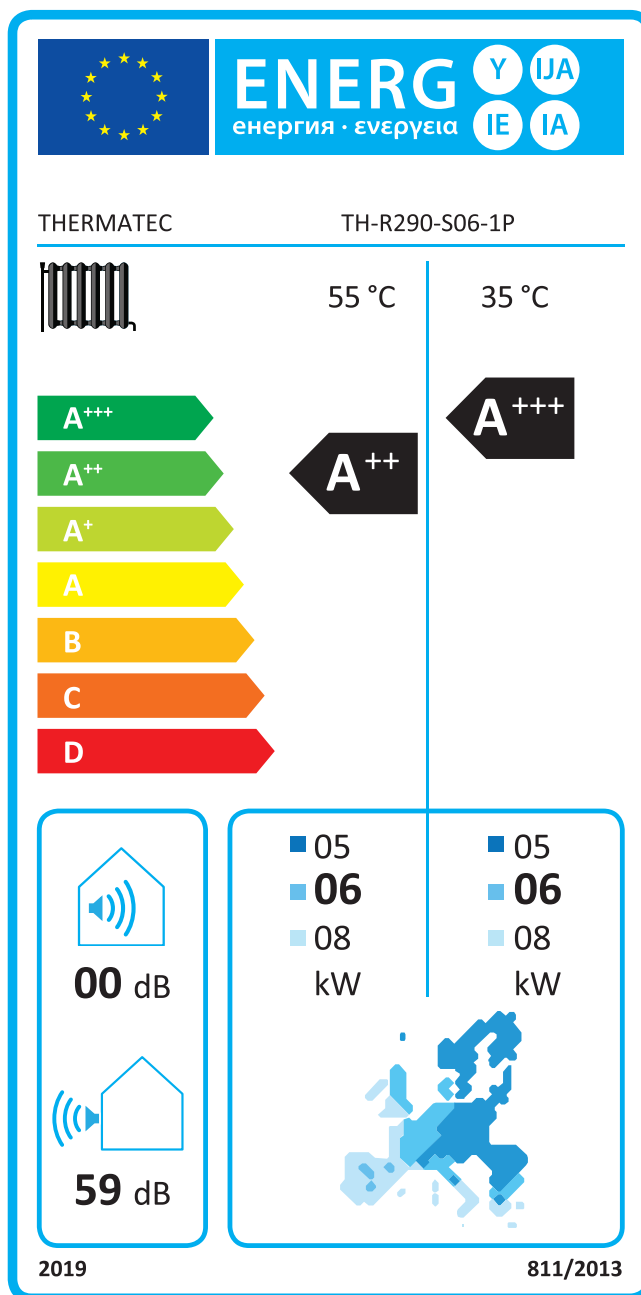 ENERG
енергия · ενεργεια
Y IJA
IE IA
THERMATEC TH-R290-S06-1P
55 °C 35 °C
A+++
A++
A+
A
B
C
D
A++
A+++
05 05
06 06
08 08
kW kW
00 dB
59 dB
2019 811/2013